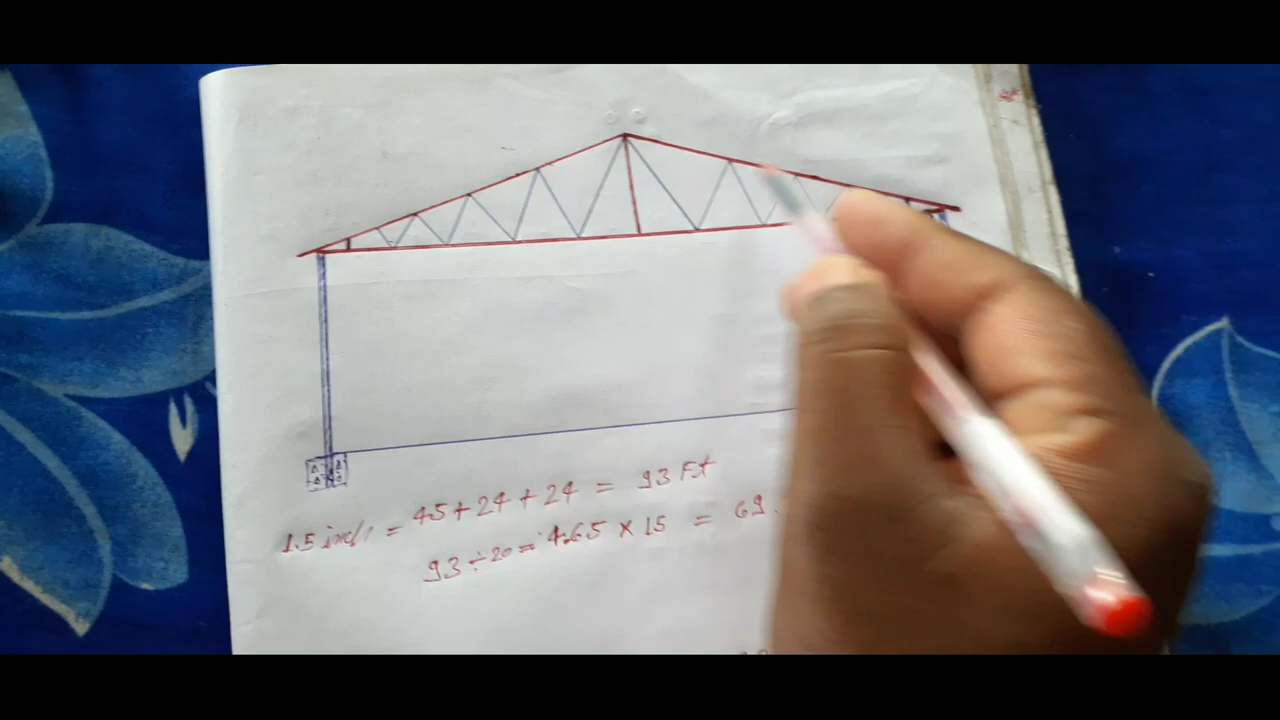 1.5 inch = 45 + 24 + 24 = 93 Ft
93 ÷ 20 = 4.65 × 15 = 69.